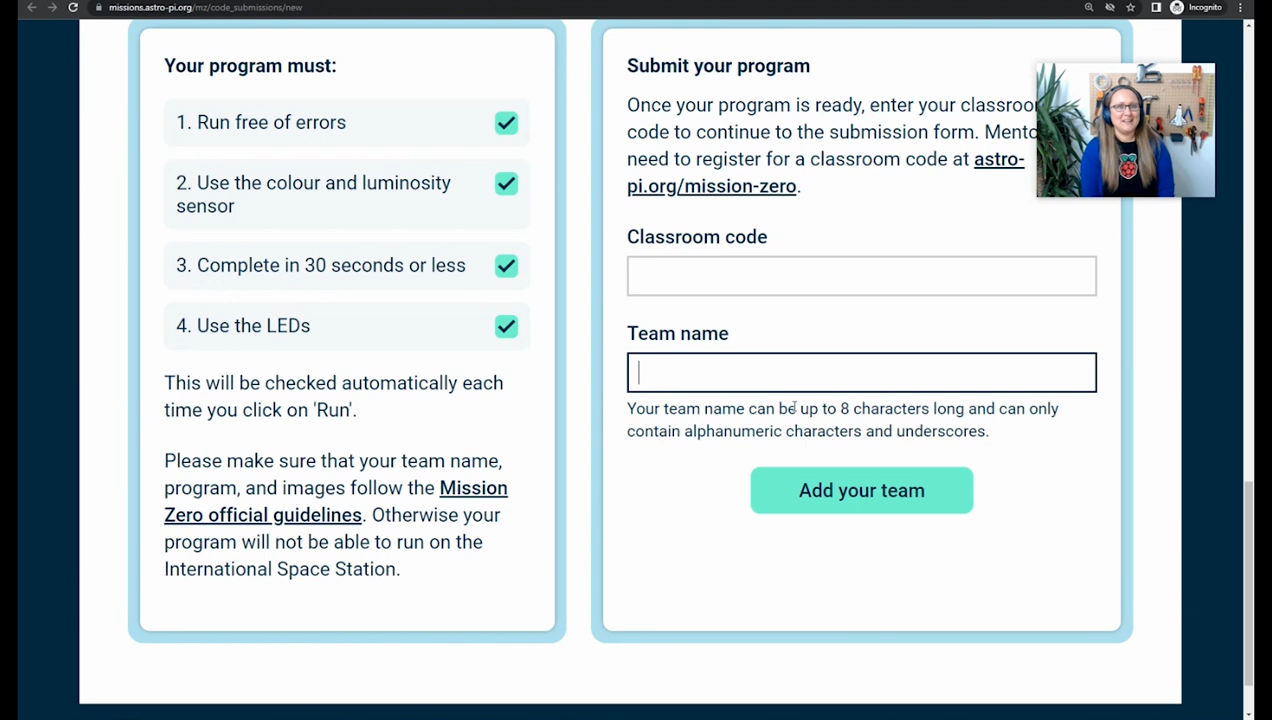 missions.astro-pi.org/mz/code_submissions/new
Incognito
Your program must:
1. Run free of errors
2. Use the colour and luminosity
sensor
3. Complete in 30 seconds or less
4. Use the LEDs
This will be checked automatically each
time you click on 'Run'.
Please make sure that your team name,
program, and images follow the Mission
Zero official guidelines. Otherwise your
program will not be able to run on the
International Space Station.
Submit your program
Once your program is ready, enter your classroom
code to continue to the submission form.
need to register for a classroom code at astro-
pi.org/mission-zero.
Classroom code
Team name
Your team name can be up to 8 characters long and can only
contain alphanumeric characters and underscores.
Add your team